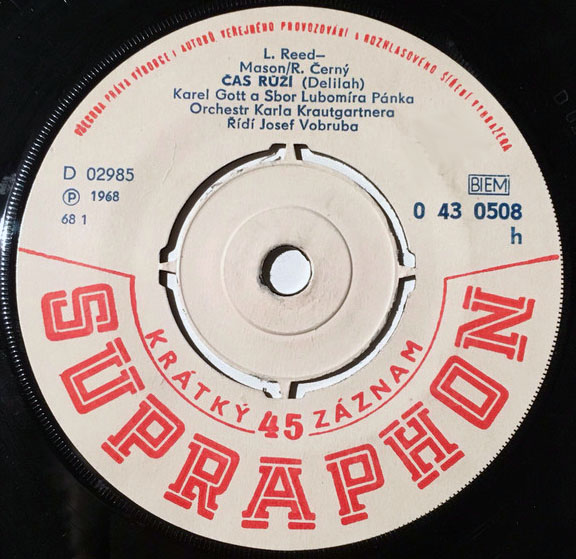 VŠECHNA PRÁVA VÝROBCE I AUTORŮ VEŘEJNÉHO PROVOZOVÁNÍ A ROZHLASOVÉHO ŠÍŘENÍ VYHRAZENA
L. Reed–
Mason/R. Černý
ČAS RŮŽÍ (Delilah)
Karel Gott a Sbor Lubomíra Pánka
Orchestr Karla Krautgartnera
Řídí Josef Vobruba
D 02985
Ⓟ 1968
68 1
BIEM
0 43 0508
h
KRÁTKÝ 45 ZÁZNAM
SUPRAPHON